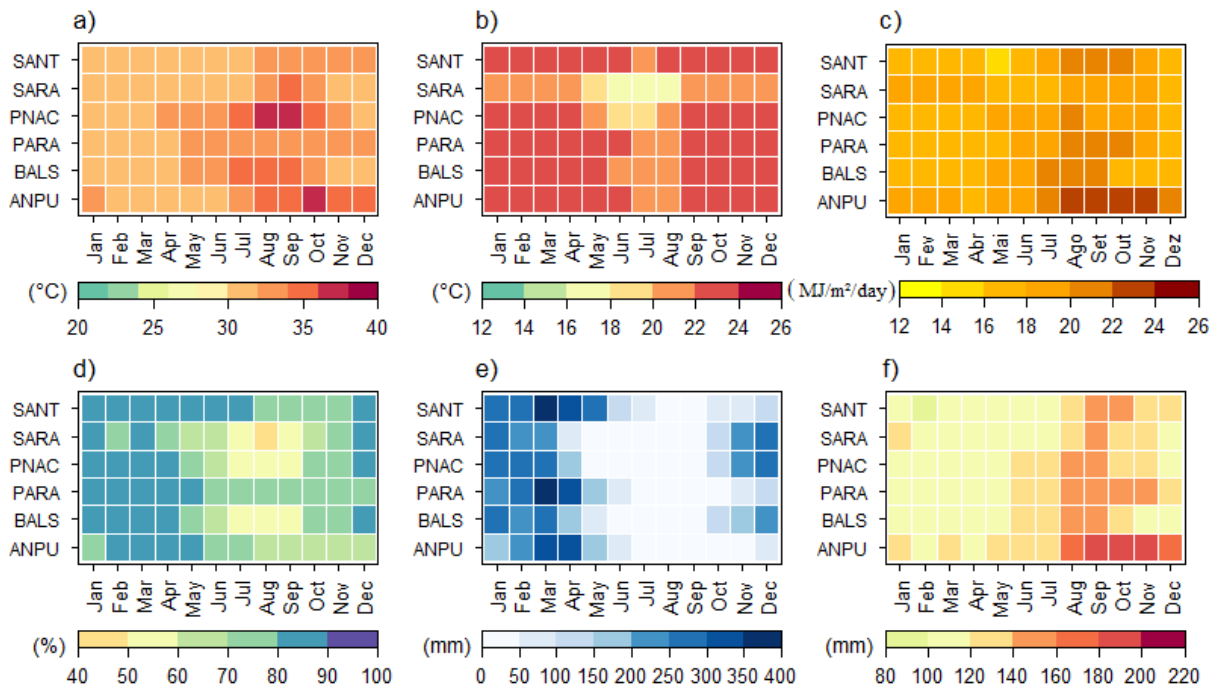 a)
SANT
SARA
PNAC
PARA
BALS
ANPU
Jan Feb Mar Apr May Jun Jul Aug Sep Oct Nov Dec
(°C)
20 25 30 35 40
b)
SANT
SARA
PNAC
PARA
BALS
ANPU
Jan Feb Mar Apr May Jun Jul Aug Sep Oct Nov Dec
(°C)
12 14 16 18 20 22 24 26
c)
SANT
SARA
PNAC
PARA
BALS
ANPU
Jan Fev Mar Abr Mai Jun Jul Ago Set Out Nov Dez
(MJ/m²/day)
12 14 16 18 20 22 24 26
d)
SANT
SARA
PNAC
PARA
BALS
ANPU
Jan Feb Mar Apr May Jun Jul Aug Sep Oct Nov Dec
(%)
40 50 60 70 80 90 100
e)
SANT
SARA
PNAC
PARA
BALS
ANPU
Jan Feb Mar Apr May Jun Jul Aug Sep Oct Nov Dec
(mm)
0 50 100 150 200 250 300 350 400
f)
SANT
SARA
PNAC
PARA
BALS
ANPU
Jan Feb Mar Apr May Jun Jul Aug Sep Oct Nov Dec
(mm)
80 100 120 140 160 180 200 220